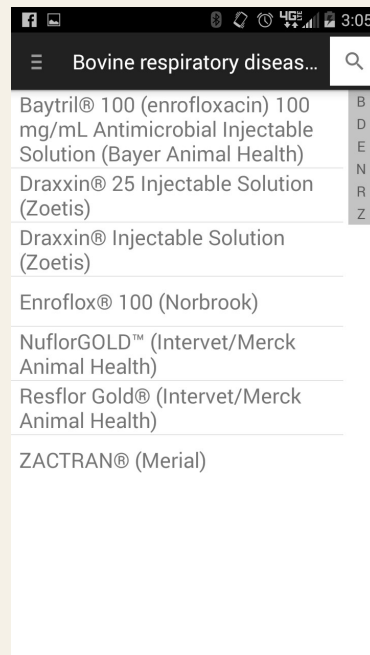 4G LTE 3:05
Bovine respiratory diseas...
Baytril® 100 (enrofloxacin) 100
mg/mL Antimicrobial Injectable
Solution (Bayer Animal Health)
Draxxin® 25 Injectable Solution
(Zoetis)
Draxxin® Injectable Solution
(Zoetis)
Enroflox® 100 (Norbrook)
NuflorGOLD™ (Intervet/Merck
Animal Health)
Resflor Gold® (Intervet/Merck
Animal Health)
ZACTRAN® (Merial)
B
D
E
N
R
Z